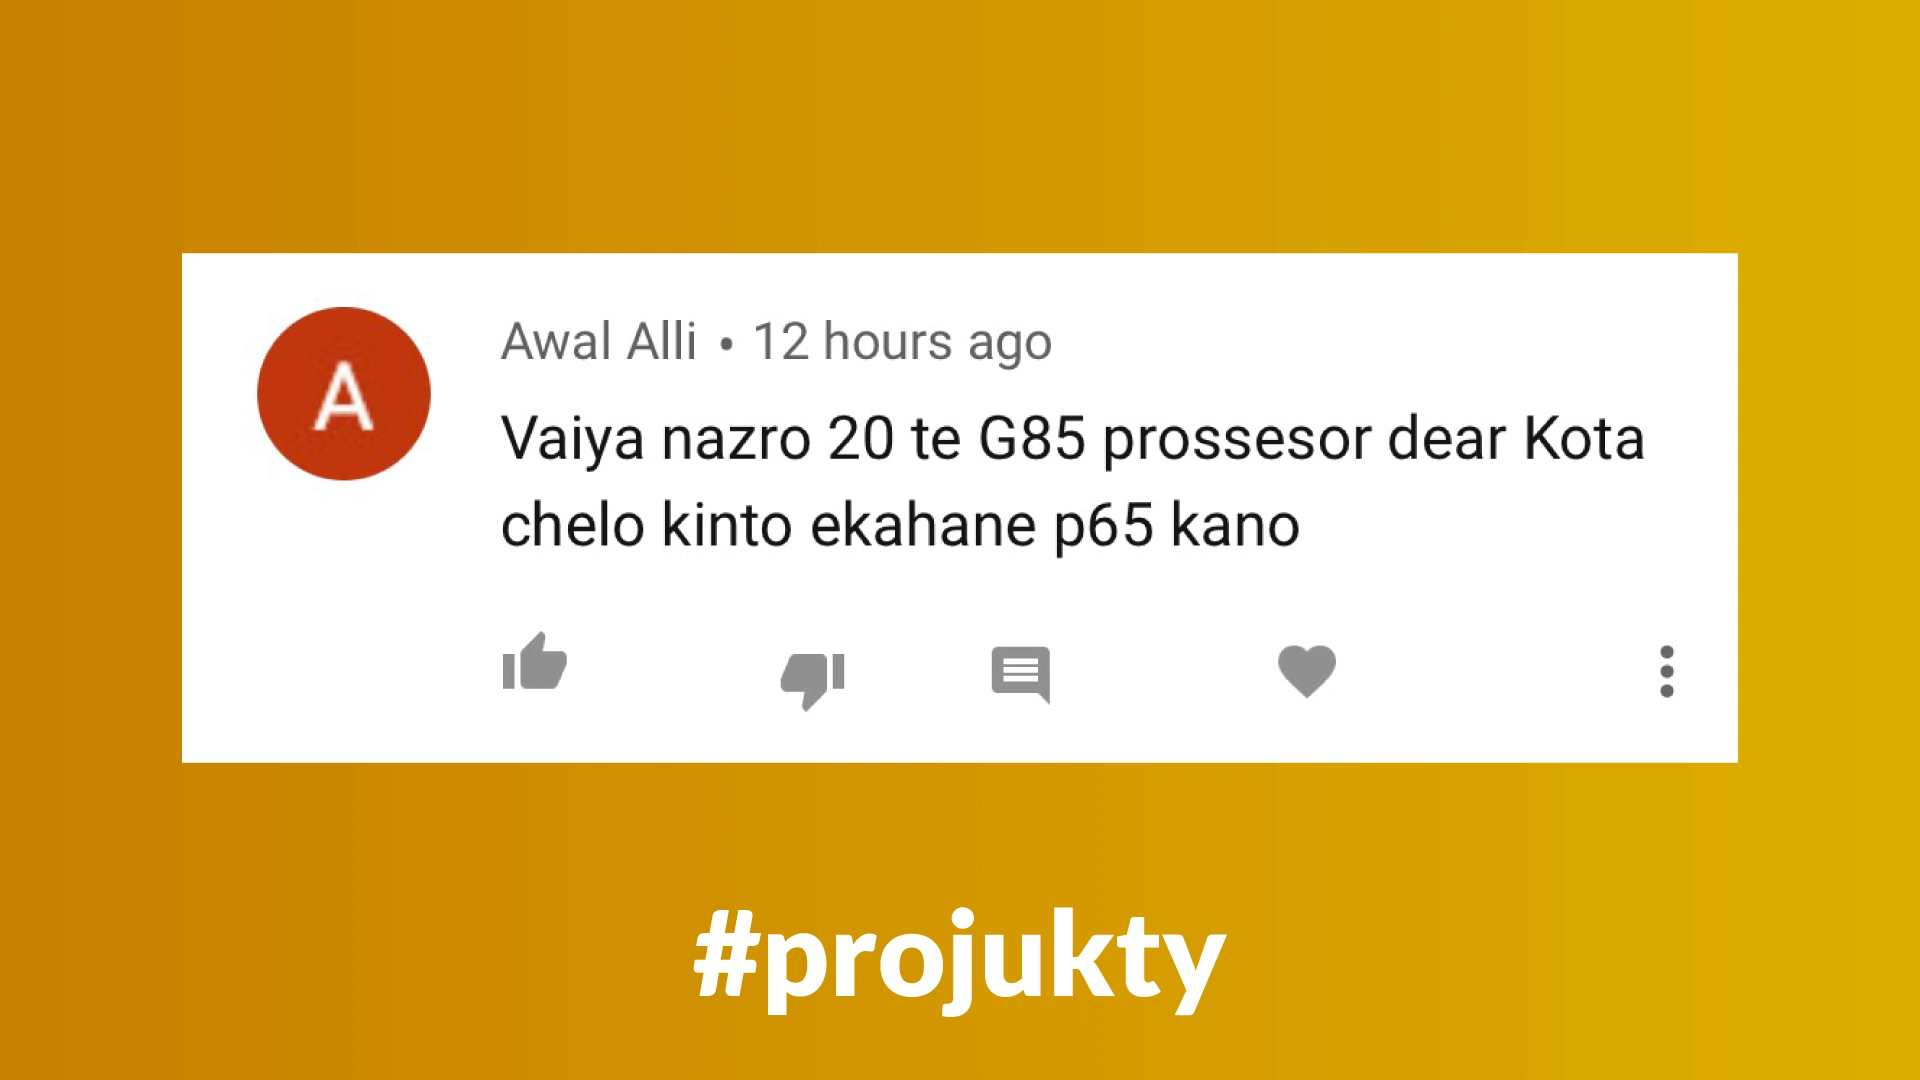 Awal Alli • 12 hours ago
Vaiya nazro 20 te G85 prossesor dear Kota
chelo kinto ekahane p65 kano
#projukty